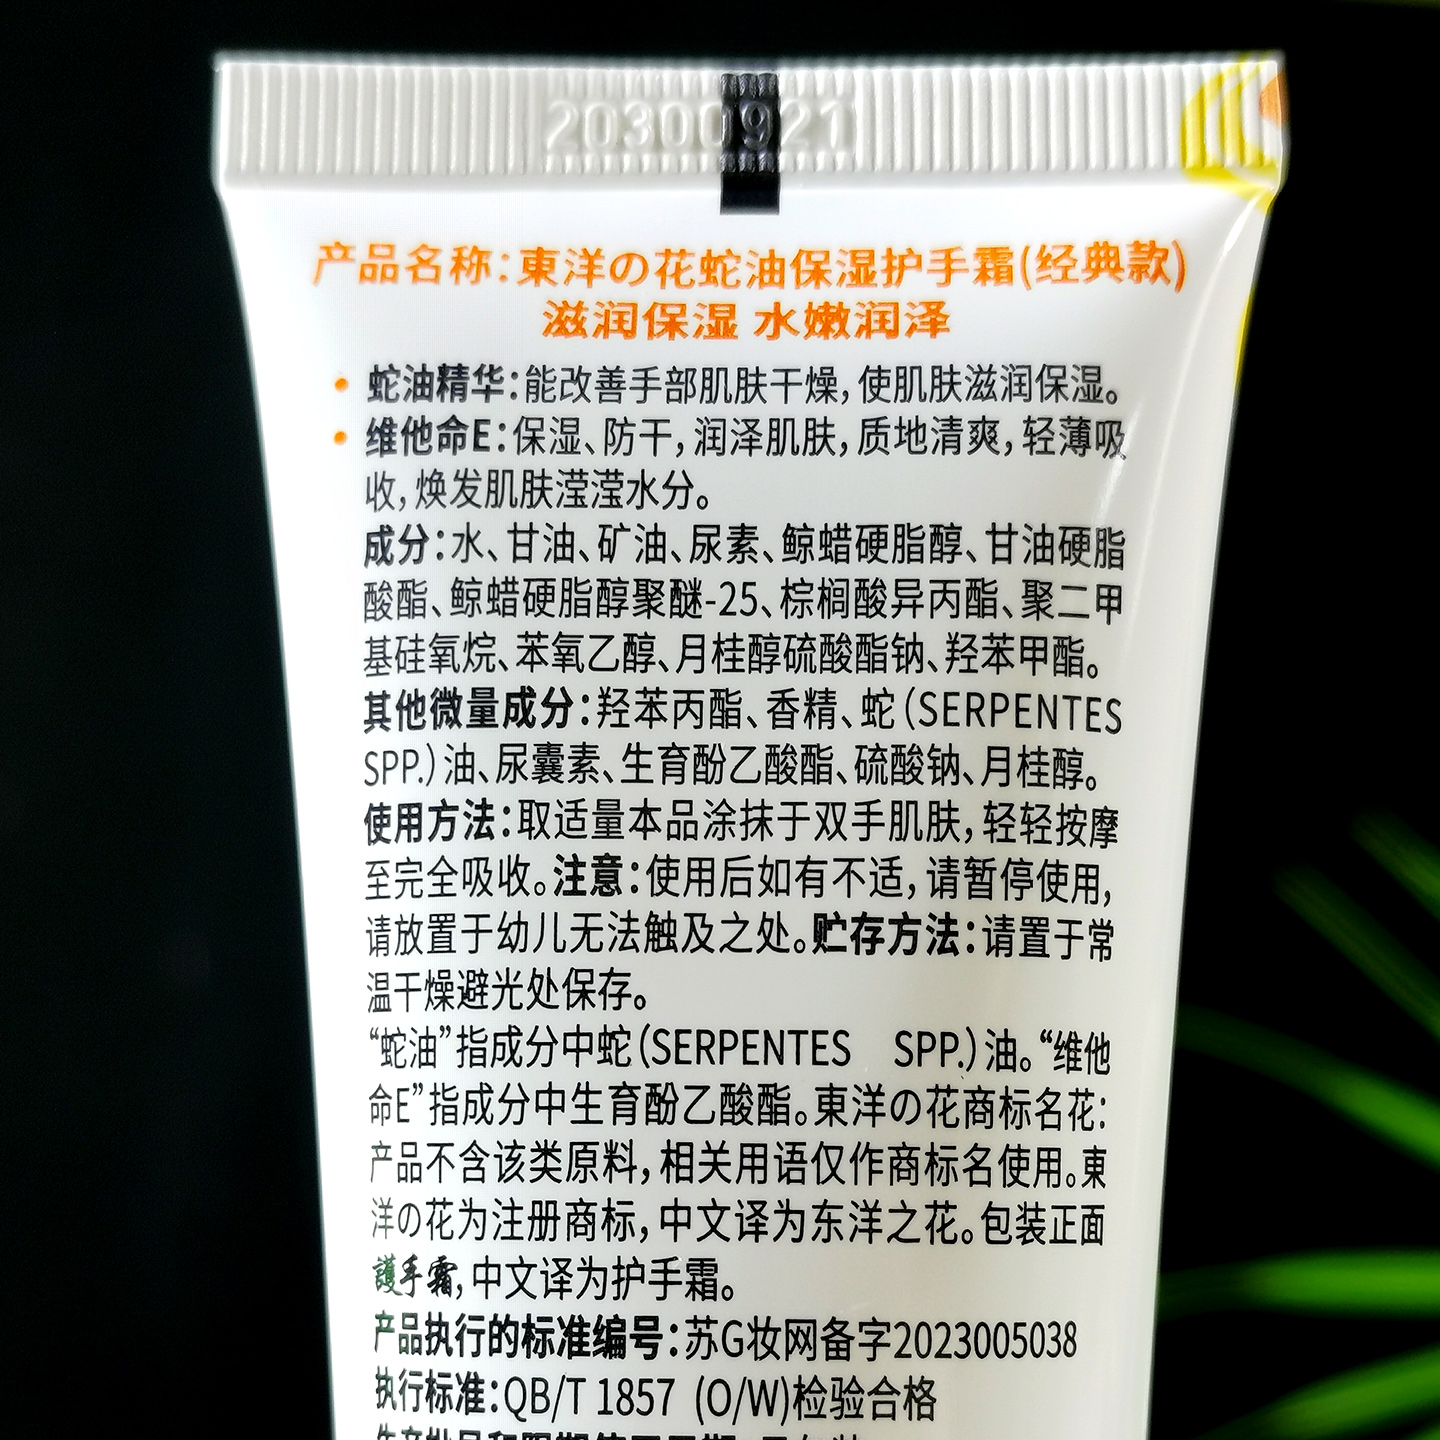 20300921
产品名称:東洋の花蛇油保湿护手霜(经典款)
滋润保湿 水嫩润泽
• 蛇油精华:能改善手部肌肤干燥,使肌肤滋润保湿。
• 维他命E:保湿、防干,润泽肌肤,质地清爽,轻薄吸
收,焕发肌肤滢滢水分。
成分:水、甘油、矿油、尿素、鲸蜡硬脂醇、甘油硬脂
酸酯、鲸蜡硬脂醇聚醚-25、棕榈酸异丙酯、聚二甲
基硅氧烷、苯氧乙醇、月桂醇硫酸酯钠、羟苯甲酯。
其他微量成分:羟苯丙酯、香精、蛇(SERPENTES
SPP.)油、尿囊素、生育酚乙酸酯、硫酸钠、月桂醇。
使用方法:取适量本品涂抹于双手肌肤,轻轻按摩
至完全吸收。注意:使用后如有不适,请暂停使用,
请放置于幼儿无法触及之处。贮存方法:请置于常
温干燥避光处保存。
“蛇油”指成分中蛇(SERPENTES SPP.)油。“维他
命E”指成分中生育酚乙酸酯。東洋の花商标名花:
产品不含该类原料,相关用语仅作商标名使用。東
洋の花为注册商标,中文译为东洋之花。包装正面
護手霜,中文译为护手霜。
产品执行的标准编号:苏G妆网备字2023005038
执行标准:QB/T 1857 (O/W)检验合格